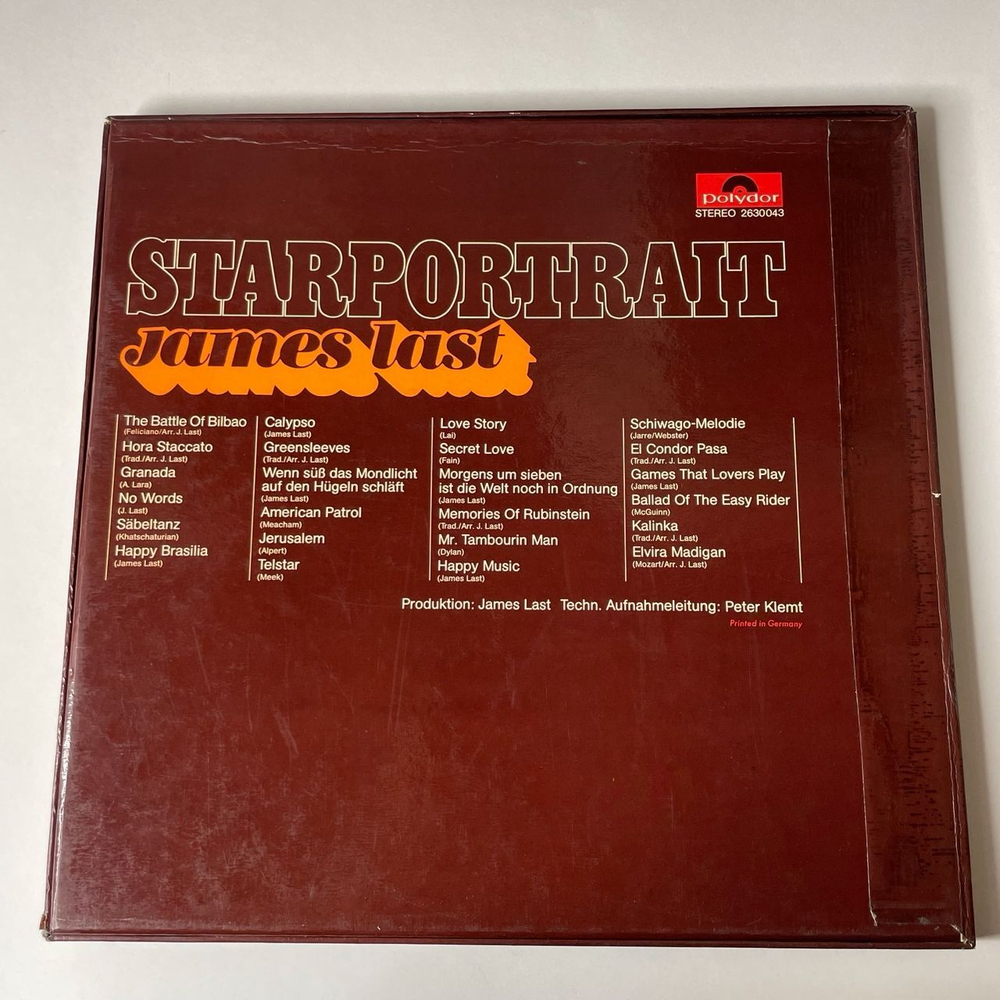 polydor
STEREO 2630043
STARPORTRAIT
james last
The Battle Of Bilbao
(Feliciano/Arr. J. Last)
Hora Staccato
(Trad./Arr. J. Last)
Granada
(A. Lara)
No Words
(J. Last)
Säbeltanz
(Khatschaturian)
Happy Brasilia
(James Last)
Calypso
(James Last)
Greensleeves
(Trad./Arr. J. Last)
Wenn süß das Mondlicht
auf den Hügeln schläft
(James Last)
American Patrol
(Meacham)
Jerusalem
(Alpert)
Telstar
(Meek)
Love Story
(Lai)
Secret Love
(Fain)
Morgens um sieben
ist die Welt noch in Ordnung
(James Last)
Memories Of Rubinstein
(Trad./Arr. J. Last)
Mr. Tambourin Man
(Dylan)
Happy Music
(James Last)
Schiwago-Melodie
(Jarre/Webster)
El Condor Pasa
(Trad./Arr. J. Last)
Games That Lovers Play
(James Last)
Ballad Of The Easy Rider
(McGuinn)
Kalinka
(Trad./Arr. J. Last)
Elvira Madigan
(Mozart/Arr. J. Last)
Produktion: James Last Techn. Aufnahmeleitung: Peter Klemt
Printed in Germany